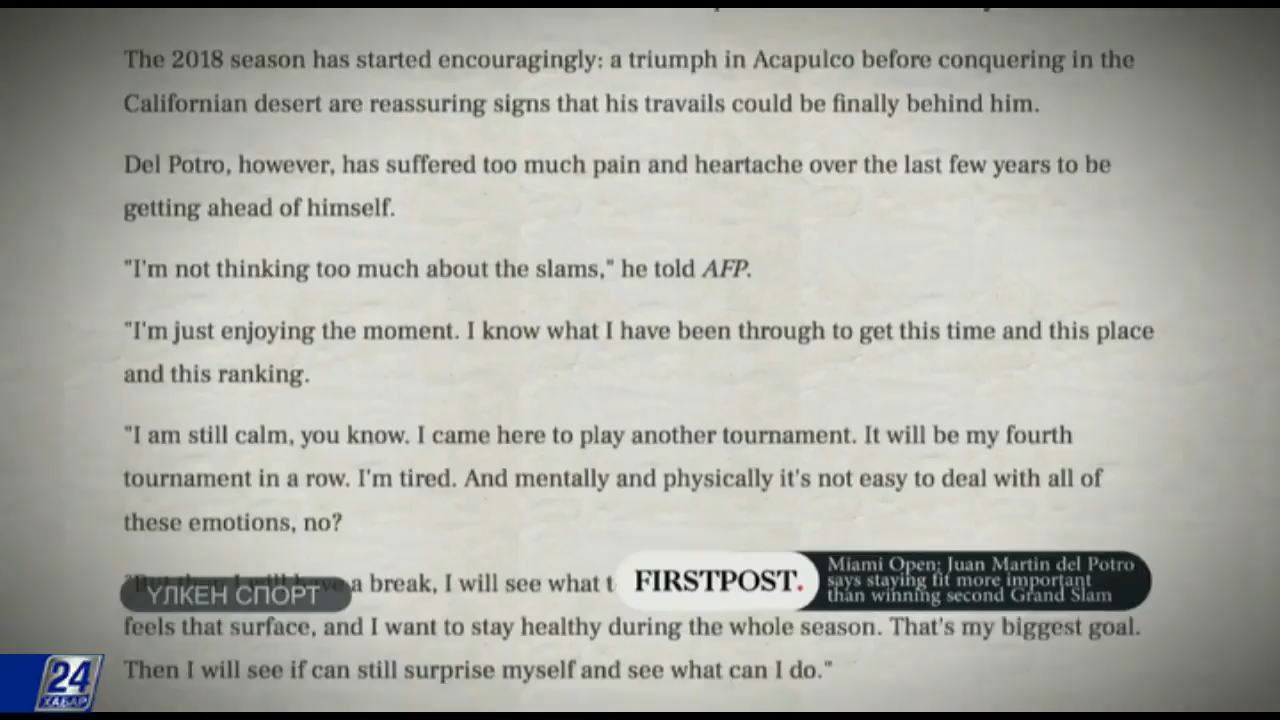 The 2018 season has started encouragingly: a triumph in Acapulco before conquering in the
Californian desert are reassuring signs that his travails could be finally behind him.
Del Potro, however, has suffered too much pain and heartache over the last few years to be
getting ahead of himself.
"I'm not thinking too much about the slams," he told AFP.
"I'm just enjoying the moment. I know what I have been through to get this time and this place
and this ranking.
"I am still calm, you know. I came here to play another tournament. It will be my fourth
tournament in a row. I'm tired. And mentally and physically it's not easy to deal with all of
these emotions, no?
a break, I will see what
ҮЛКЕН СПОРТ
FIRSTPOST.
Miami Open: Juan Martin del Potro
says staying fit more important
than winning second Grand Slam
feels that surface, and I want to stay healthy during the whole season. That's my biggest goal.
Then I will see if can still surprise myself and see what can I do."
24
ХАБАР